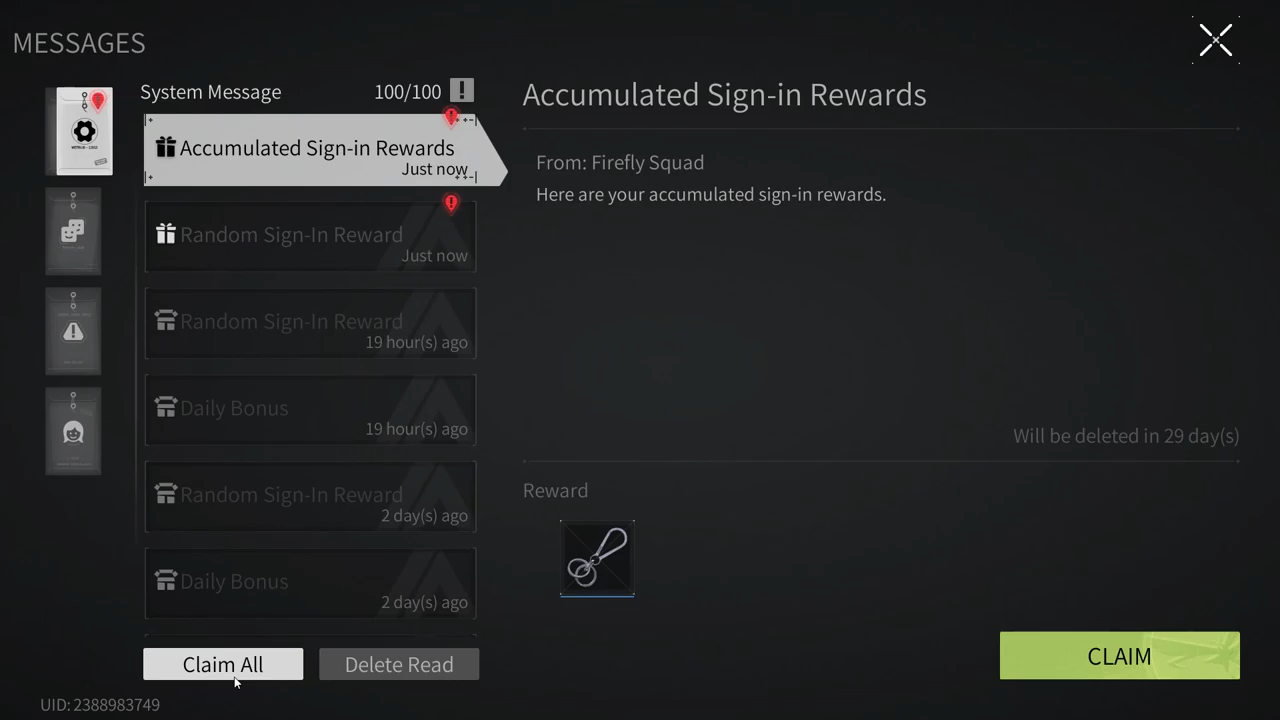 MESSAGES
System Message 100/100
Accumulated Sign-in Rewards
Just now
Random Sign-In Reward
Just now
Random Sign-In Reward
19 hour(s) ago
Daily Bonus
19 hour(s) ago
Random Sign-In Reward
2 day(s) ago
Daily Bonus
2 day(s) ago
Claim All
Delete Read
Accumulated Sign-in Rewards
From: Firefly Squad
Here are your accumulated sign-in rewards.
Will be deleted in 29 day(s)
Reward
CLAIM
UID: 2388983749